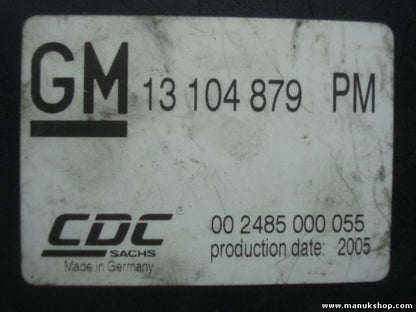 GM 13 104 879 PM
CDC®
SACHS
Made in Germany
00 2485 000 055
production date: 2005
www.manukshop.com